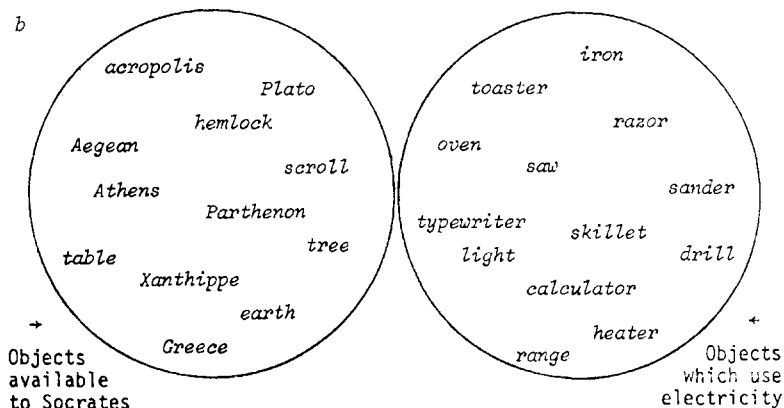 b
acropolis
Plato
hemlock
Aegean
scroll
Athens
Parthenon
tree
table
Xanthippe
earth
Greece
Objects
available
to Socrates
iron
toaster
razor
oven
saw
sander
typewriter
skillet
light
drill
calculator
heater
range
Objects
which use
electricity